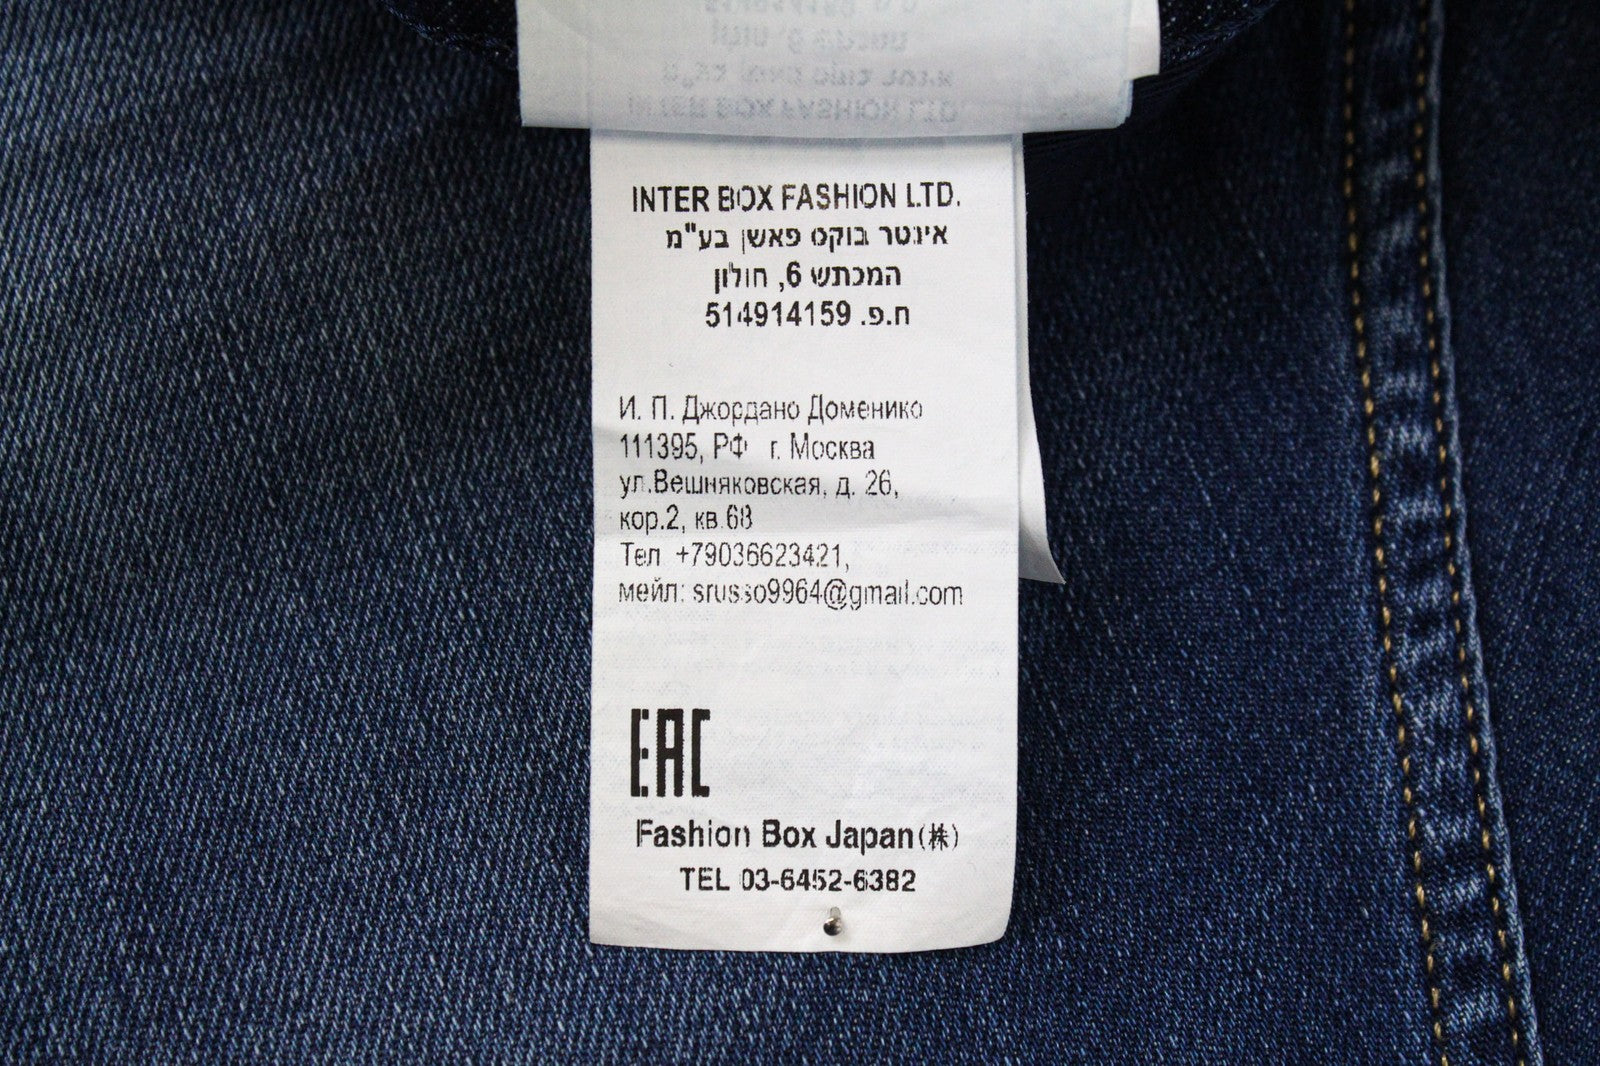 INTER BOX FASHION LTD.
אינטר בוקס פאשן בע"מ
המכתש 6, חולון
ח.פ. 514914159
И. П. Джордано Доменико
111395, РФ г. Москва
ул.Вешняковская, д. 26,
кор.2, кв.68
Тел +79036623421,
мейл: srusso9964@gmail.com
EAC
Fashion Box Japan(株)
TEL 03-6452-6382